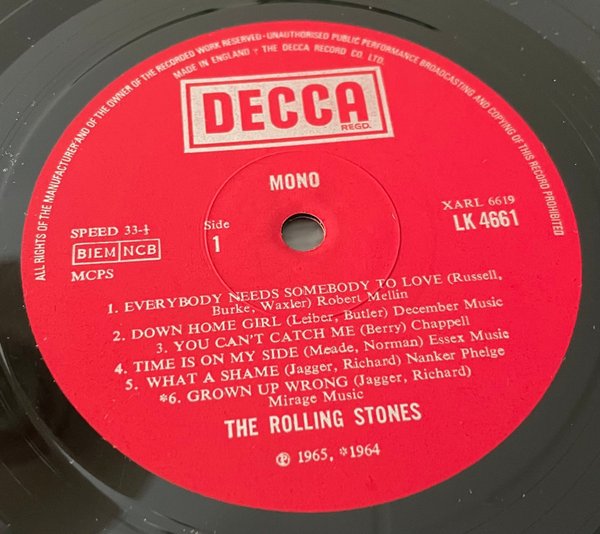 ALL RIGHTS OF THE MANUFACTURER AND OF THE OWNER OF THE RECORDED WORK RESERVED · UNAUTHORISED PUBLIC PERFORMANCE BROADCASTING AND COPYING OF THIS RECORD PROHIBITED
MADE IN ENGLAND · THE DECCA RECORD CO. LTD.
DECCA
REGD.
MONO
SPEED 33-⅓
BIEM NCB
MCPS
Side
1
XARL 6619
LK 4661
1. EVERYBODY NEEDS SOMEBODY TO LOVE (Russell,
Burke, Waxler) Robert Mellin
2. DOWN HOME GIRL (Leiber, Butler) December Music
3. YOU CAN'T CATCH ME (Berry) Chappell
4. TIME IS ON MY SIDE (Meade, Norman) Essex Music
5. WHAT A SHAME (Jagger, Richard) Nanker Phelge
*6. GROWN UP WRONG (Jagger, Richard)
Mirage Music
THE ROLLING STONES
℗ 1965, *1964